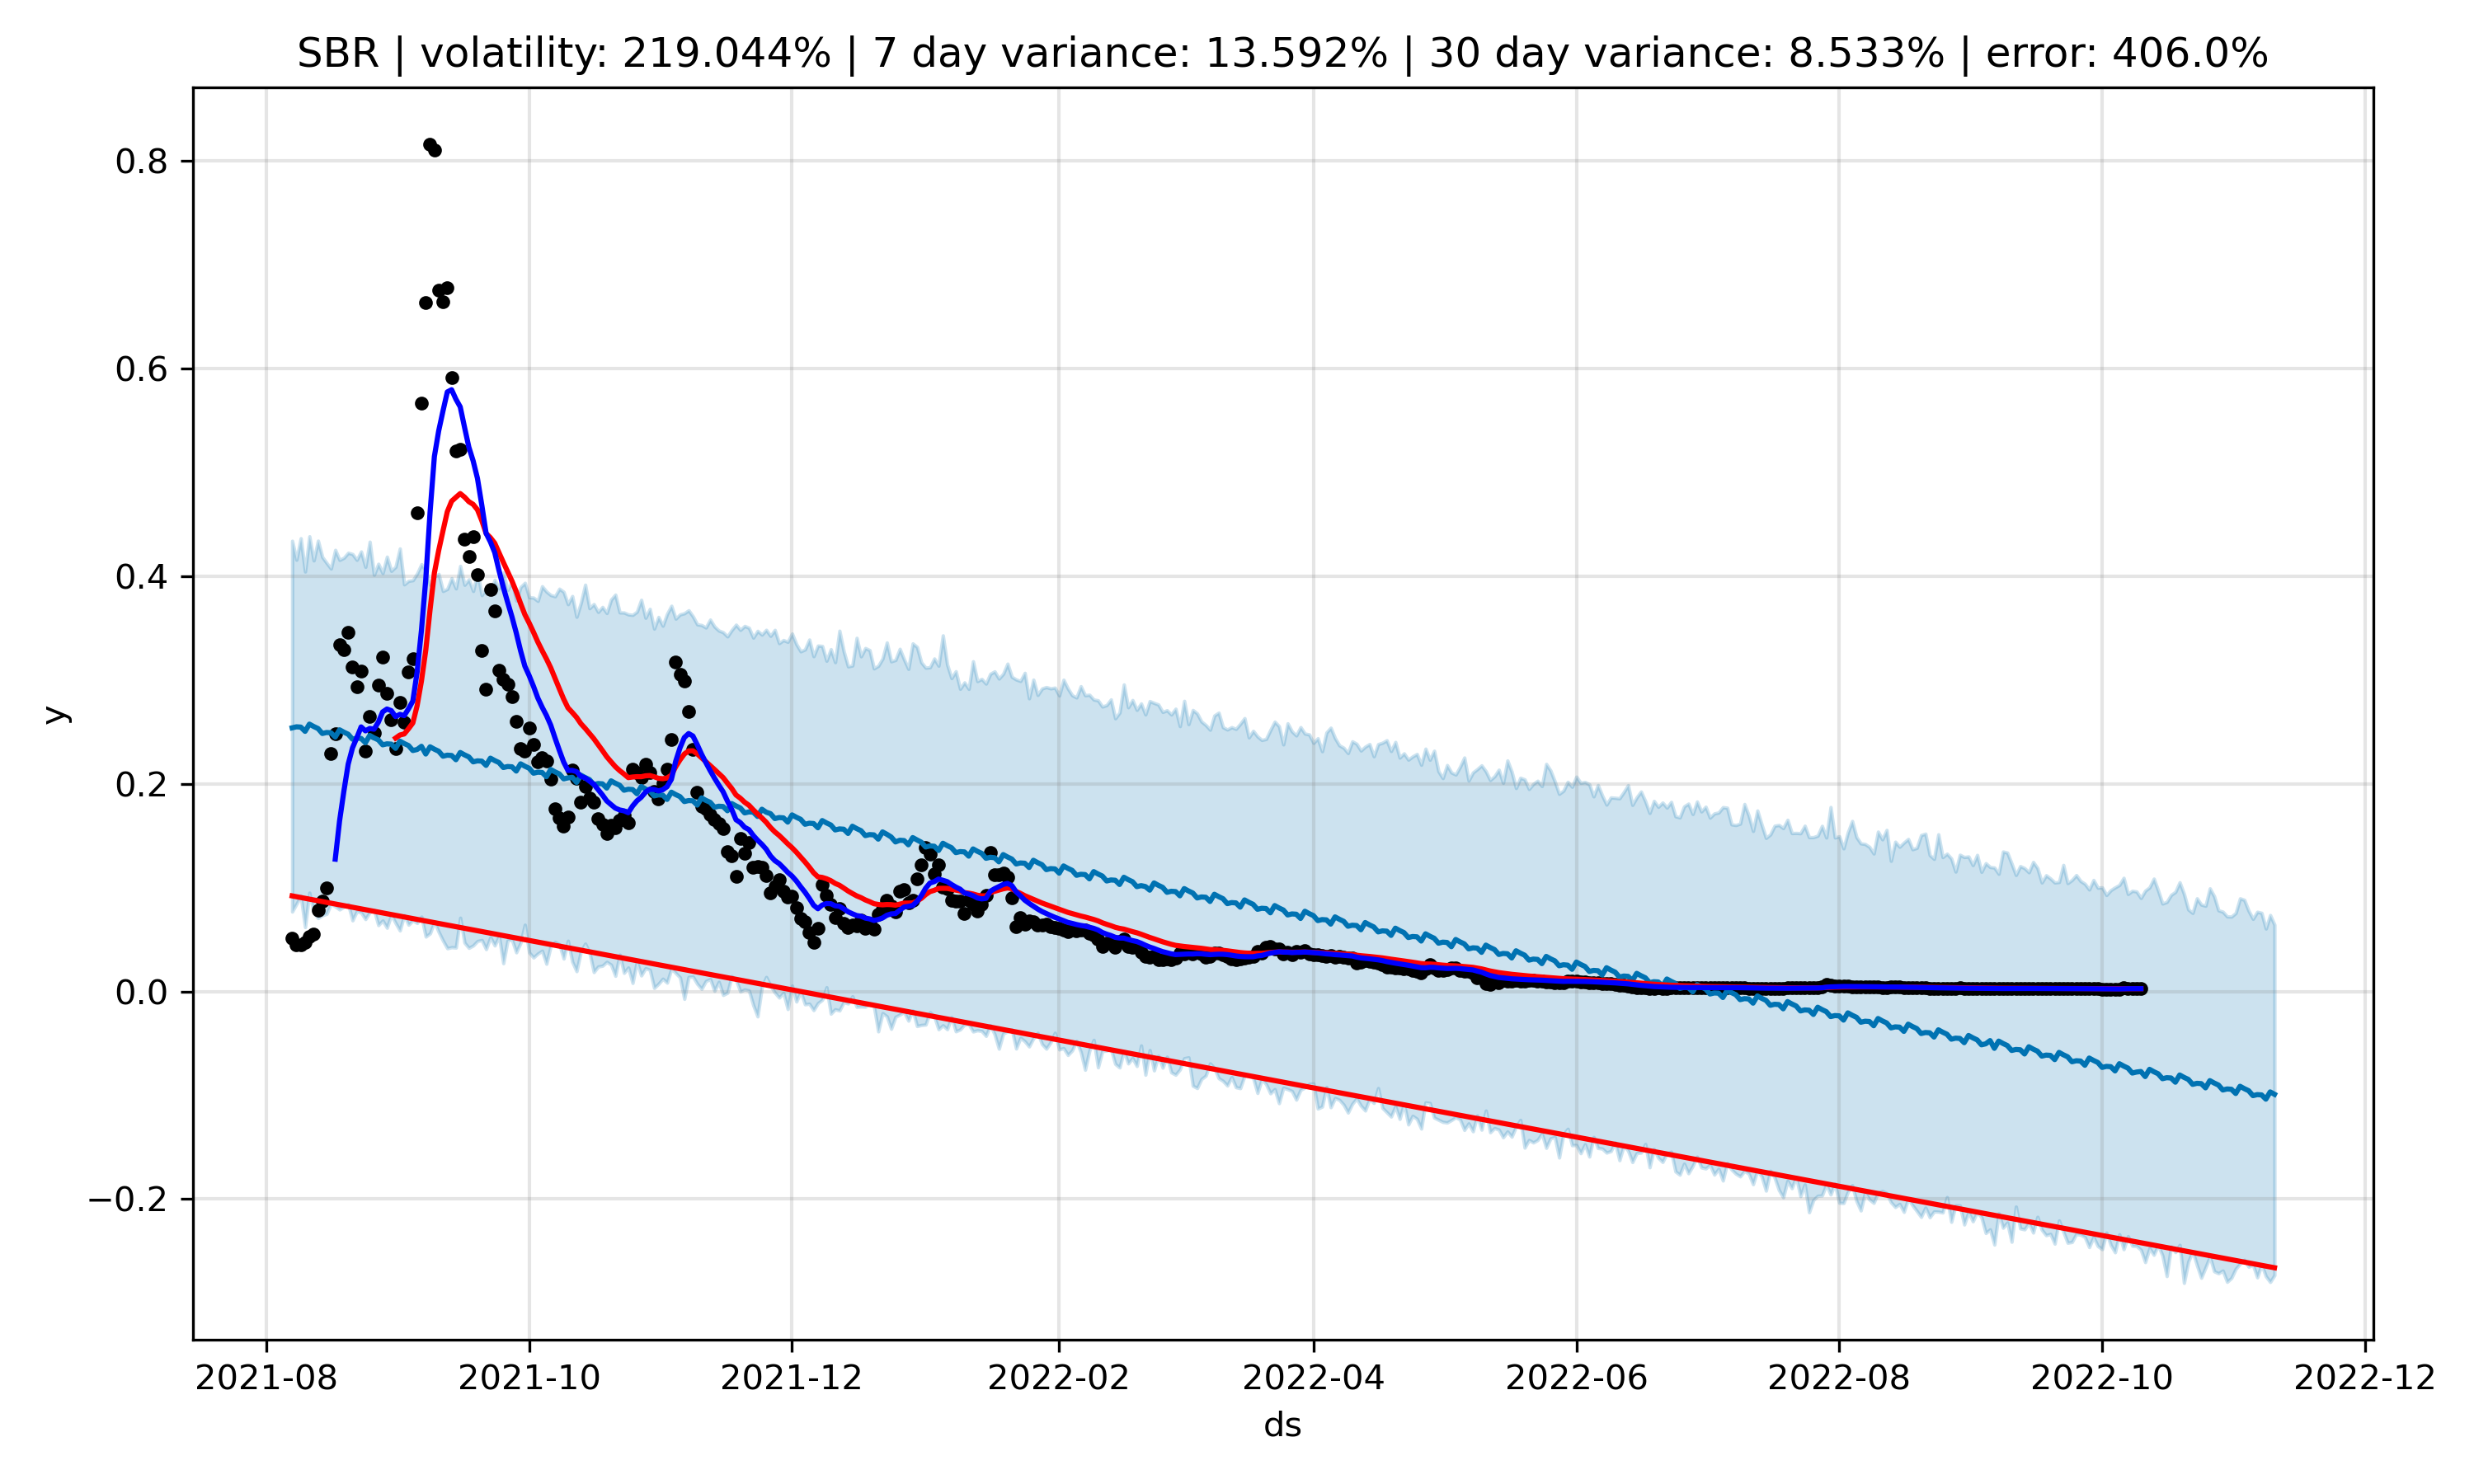 SBR | volatility: 219.044% | 7 day variance: 13.592% | 30 day variance: 8.533% | error: 406.0%
0.8
0.6
0.4
0.2
0.0
−0.2
y
2021-08 2021-10 2021-12 2022-02 2022-04 2022-06 2022-08 2022-10 2022-12
ds